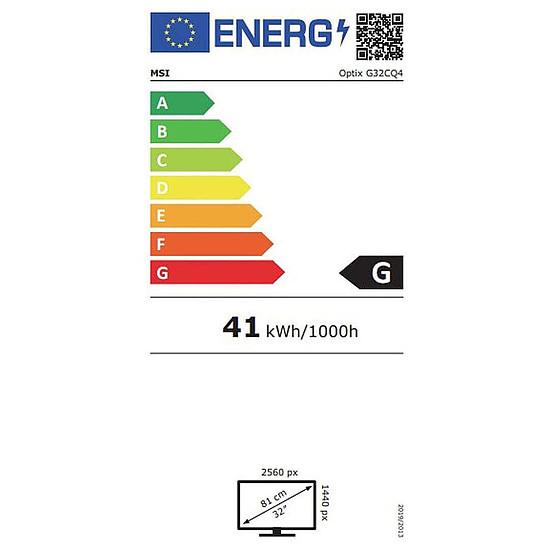 ENERG
MSI
Optix G32CQ4
A
B
C
D
E
F
G
G
41 kWh/1000h
2560 px
81 cm
32"
1440 px
2019/2013